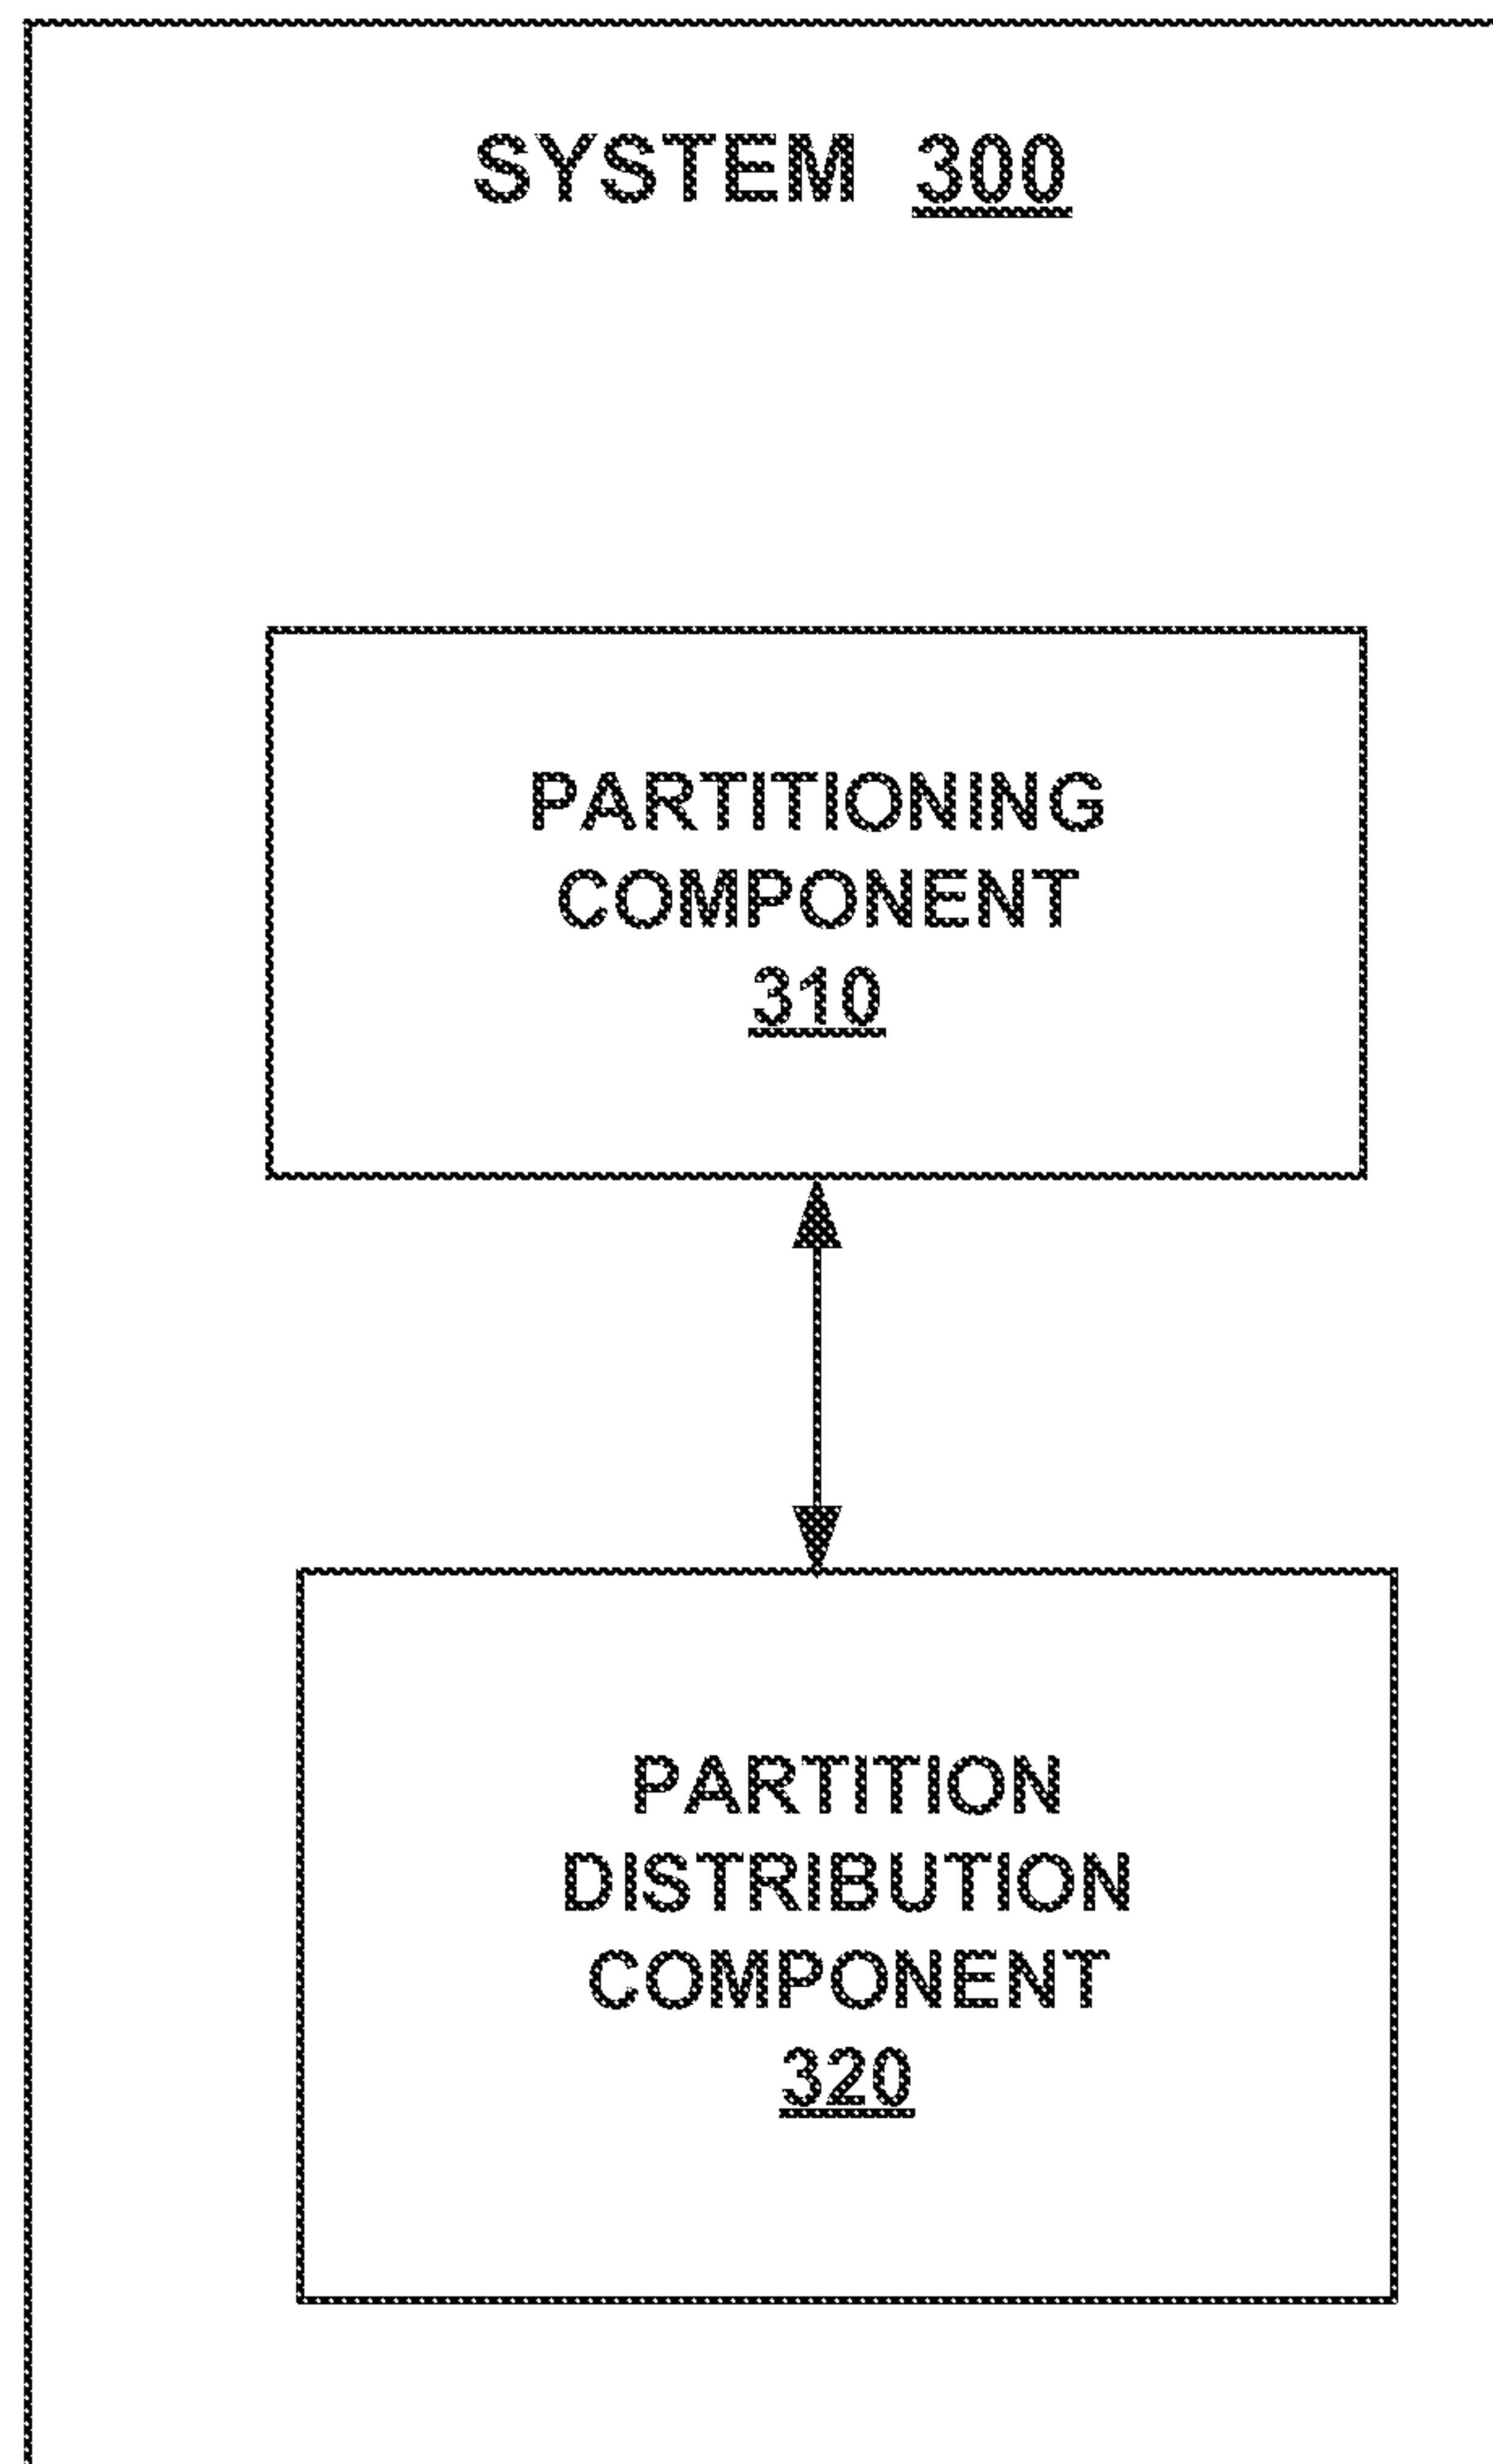 SYSTEM 300
PARTITIONING
COMPONENT
310
PARTITION
DISTRIBUTION
COMPONENT
320